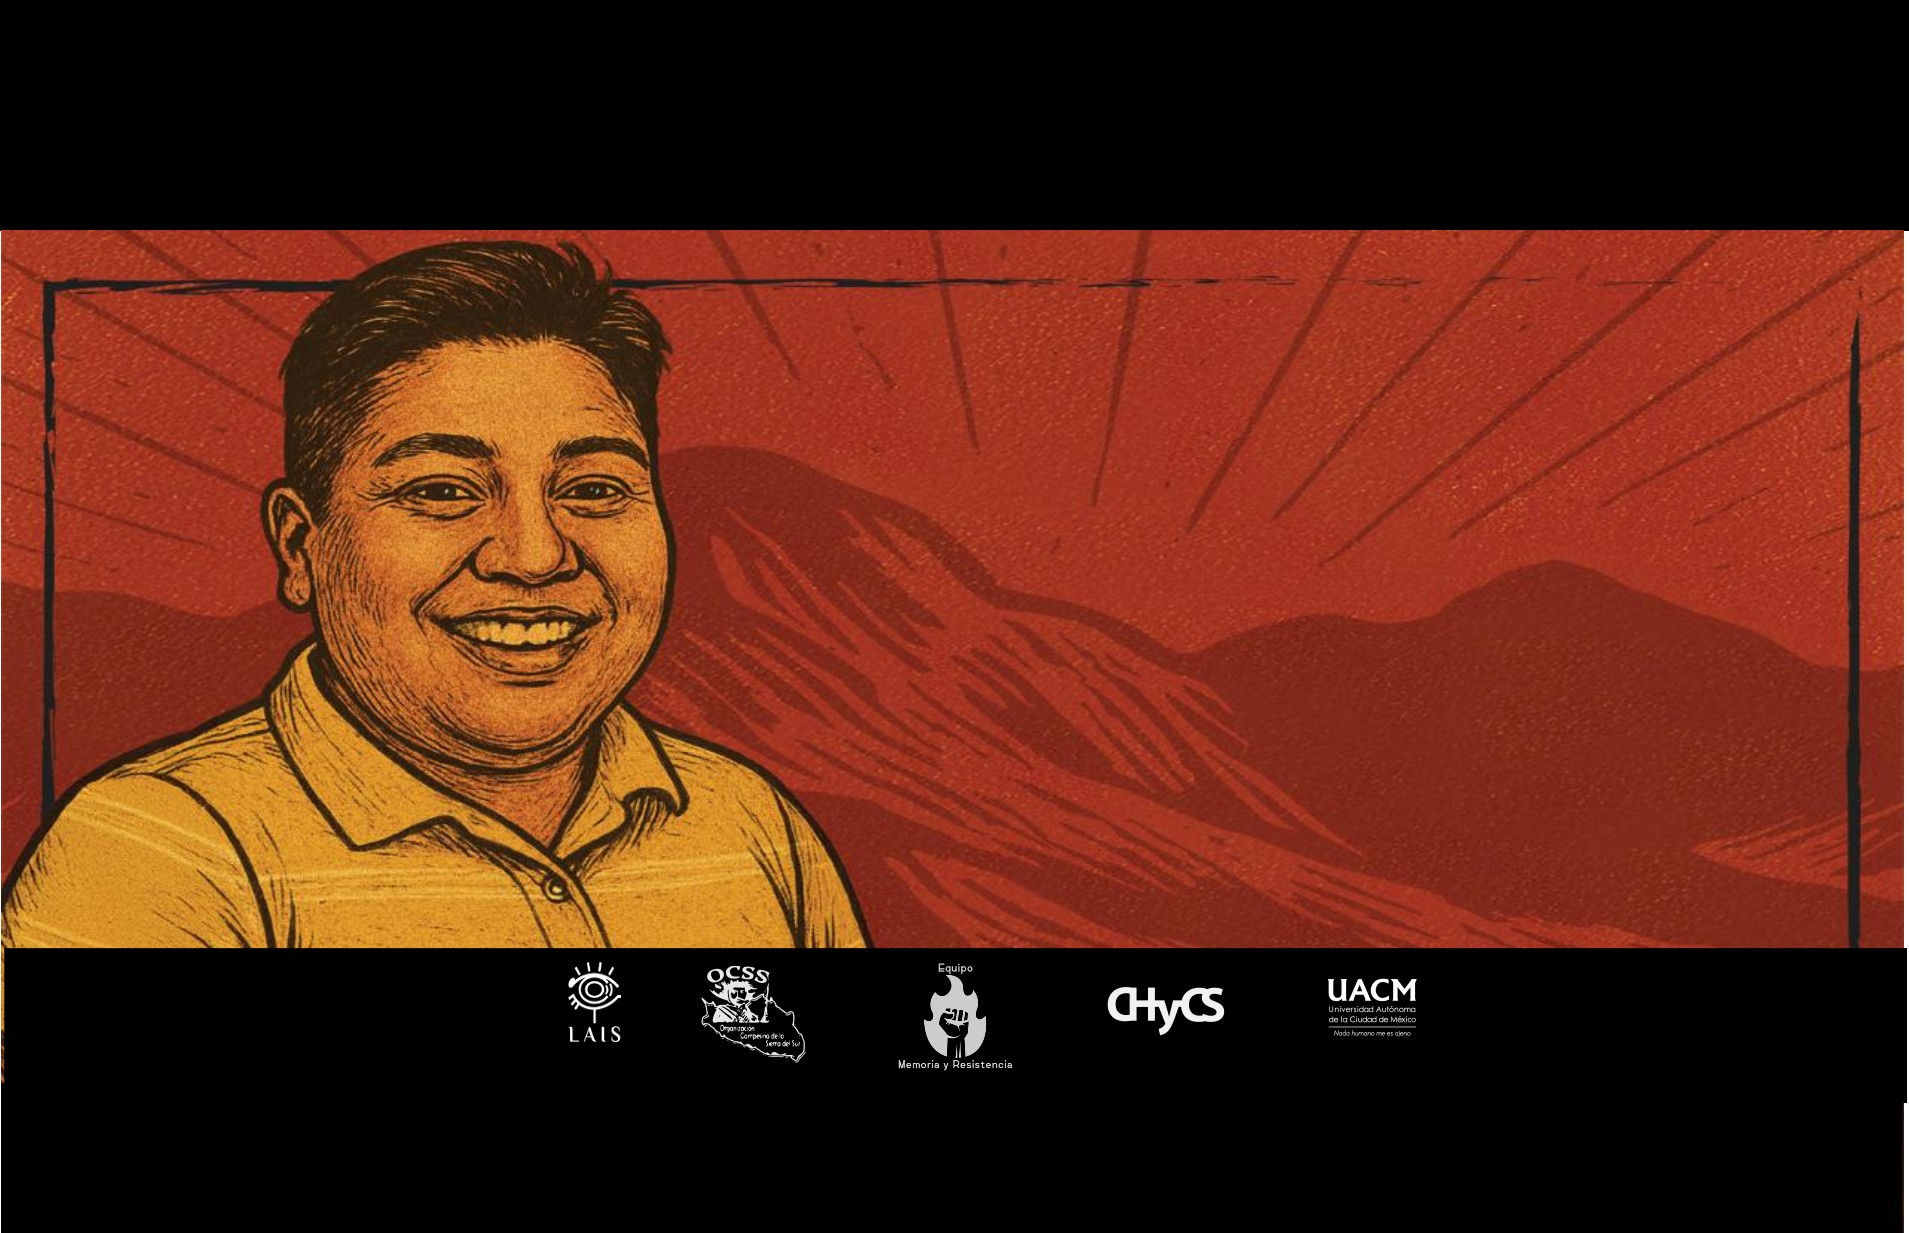 LAIS
OCSS
Organización
Campesina de la
Sierra del Sur
Equipo
Memoria y Resistencia
CHyCS
UACM
Universidad Autónoma
de la Ciudad de México
Nada humano me es ajeno